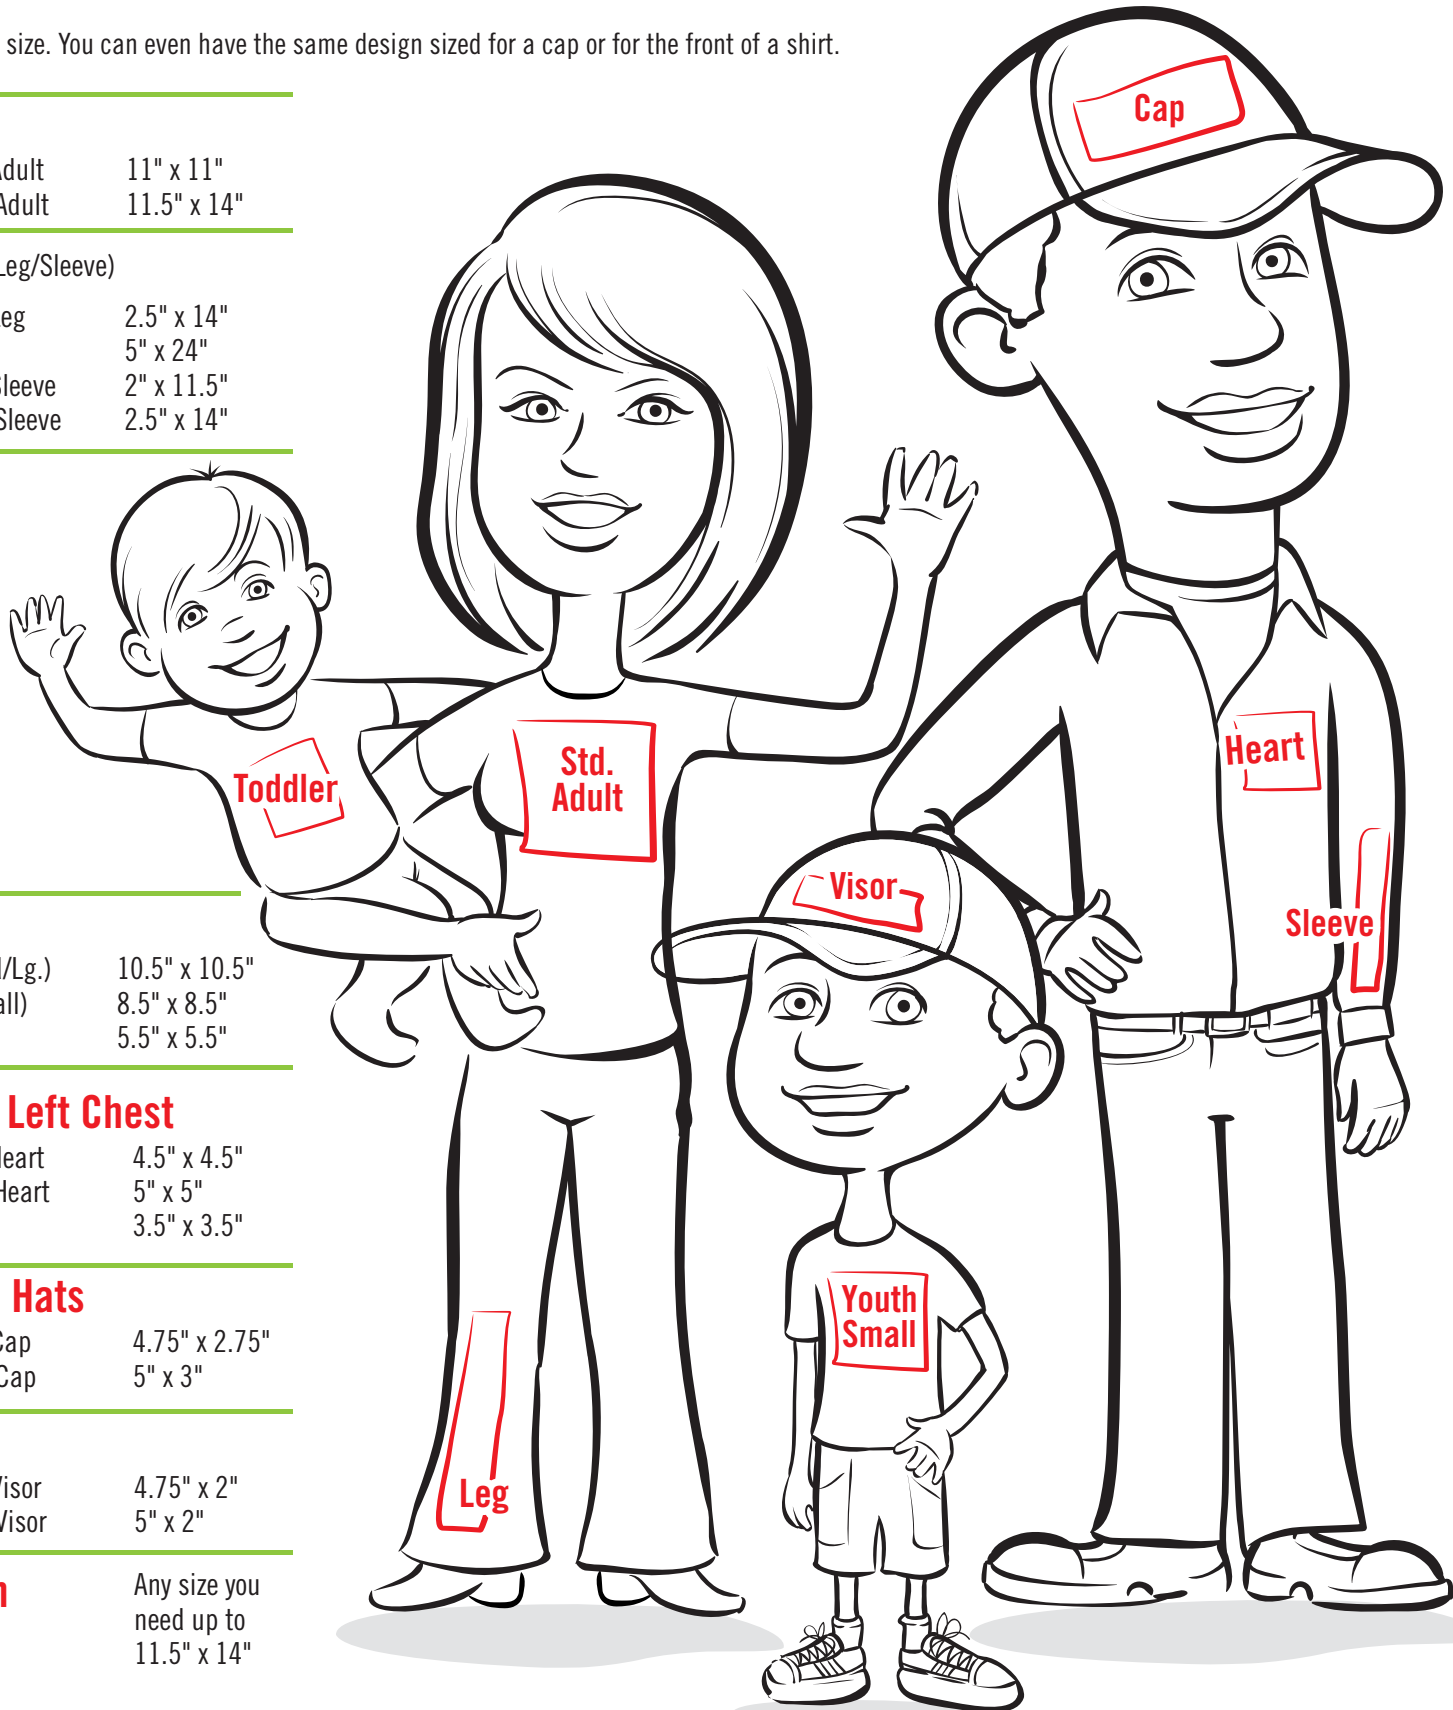 size. You can even have the same design sized for a cap or for the front of a shirt.
Adult 11" x 11"
Adult 11.5" x 14"
Leg/Sleeve)
Leg 2.5" x 14"
5" x 24"
Sleeve 2" x 11.5"
Sleeve 2.5" x 14"
/Lg.) 10.5" x 10.5"
all) 8.5" x 8.5"
5.5" x 5.5"
Left Chest
Heart 4.5" x 4.5"
Heart 5" x 5"
3.5" x 3.5"
Hats
Cap 4.75" x 2.75"
Cap 5" x 3"
Visor 4.75" x 2"
Visor 5" x 2"
Any size you
need up to
11.5" x 14"
Cap
Heart
Std.
Adult
Toddler
Visor
Sleeve
Youth
Small
Leg